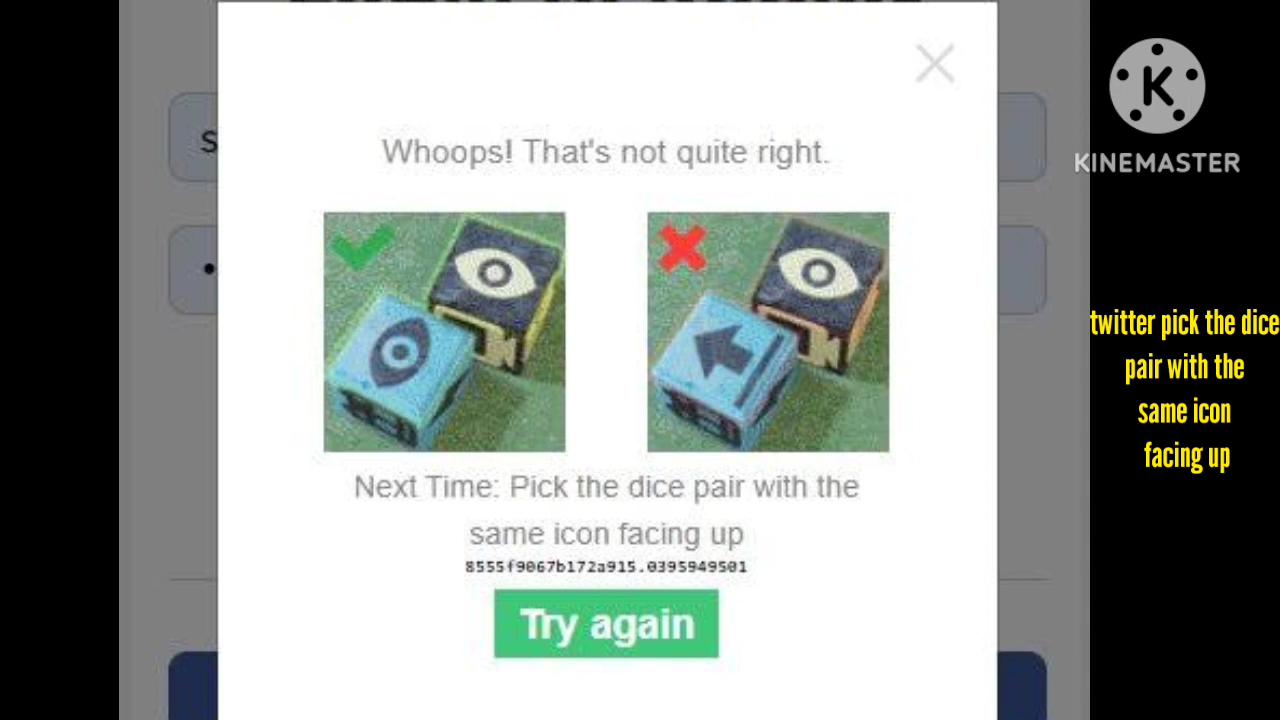 S
K
KINEMASTER
Whoops! That's not quite right.
twitter pick the dice
pair with the
same icon
facing up
Next Time: Pick the dice pair with the
same icon facing up
8555f9067b172a915.0395949501
Try again